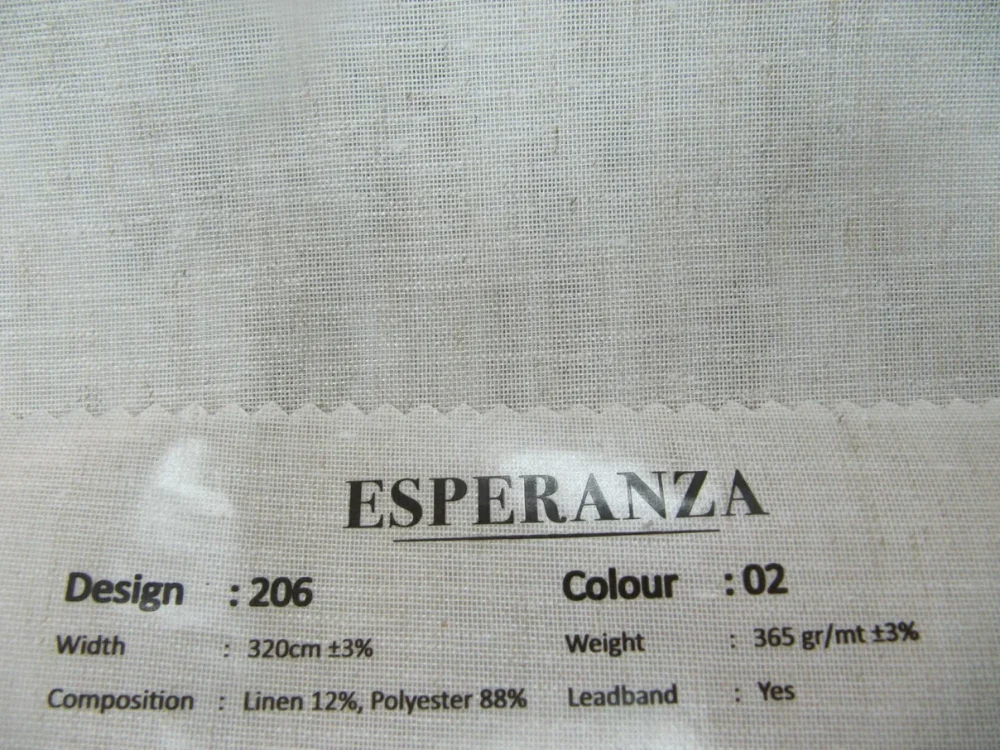 ESPERANZA
Design : 206 Colour : 02
Width : 320cm ±3% Weight : 365 gr/mt ±3%
Composition : Linen 12%, Polyester 88% Leadband : Yes